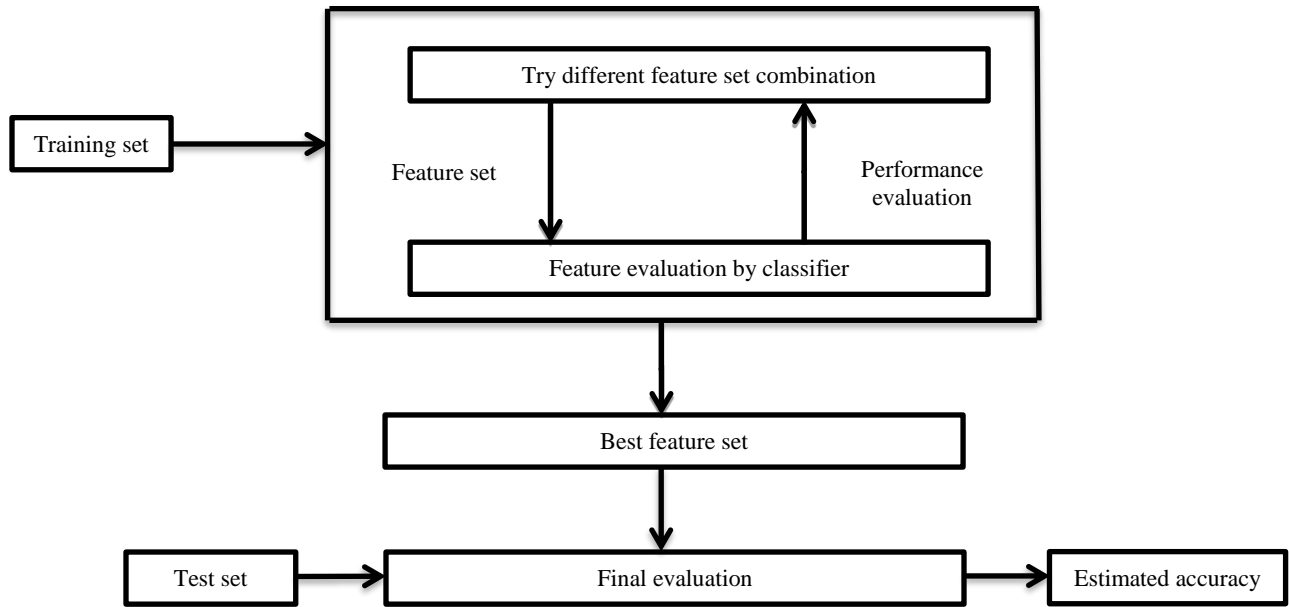 Try different feature set combination
Training set
Feature set
Performance
evaluation
Feature evaluation by classifier
Best feature set
Test set
Final evaluation
Estimated accuracy